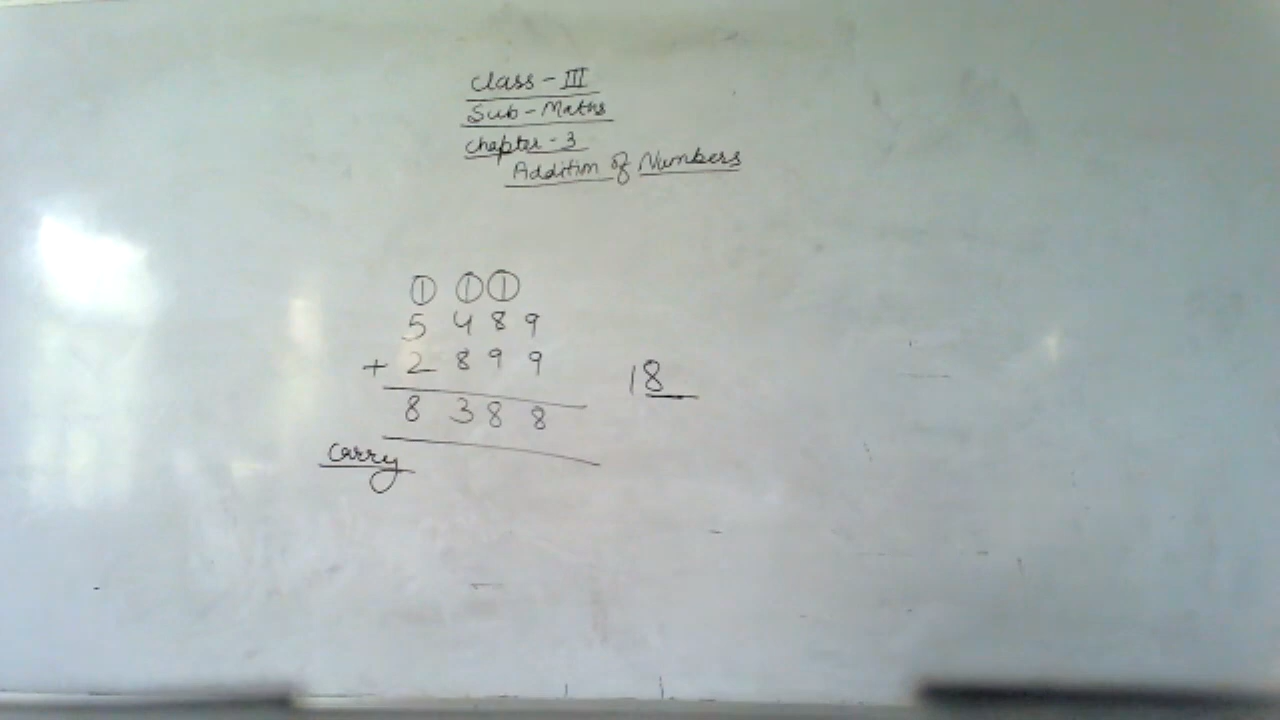 Class - III
Sub - Maths
Chapter - 3
Addition of Numbers
① ① ①
5 4 8 9
+ 2 8 9 9
18
8 3 8 8
Carry